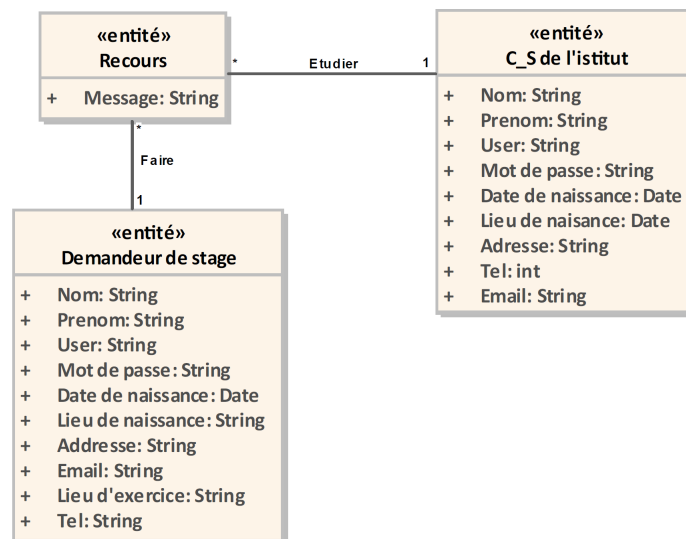 «entité»
Recours
+ Message: String
* Etudier 1
«entité»
C_S de l'istitut
+ Nom: String
+ Prenom: String
+ User: String
+ Mot de passe: String
+ Date de naissance: Date
+ Lieu de naisance: Date
+ Adresse: String
+ Tel: int
+ Email: String
*
Faire
1
«entité»
Demandeur de stage
+ Nom: String
+ Prenom: String
+ User: String
+ Mot de passe: String
+ Date de naissance: Date
+ Lieu de naissance: String
+ Addresse: String
+ Email: String
+ Lieu d'exercice: String
+ Tel: String